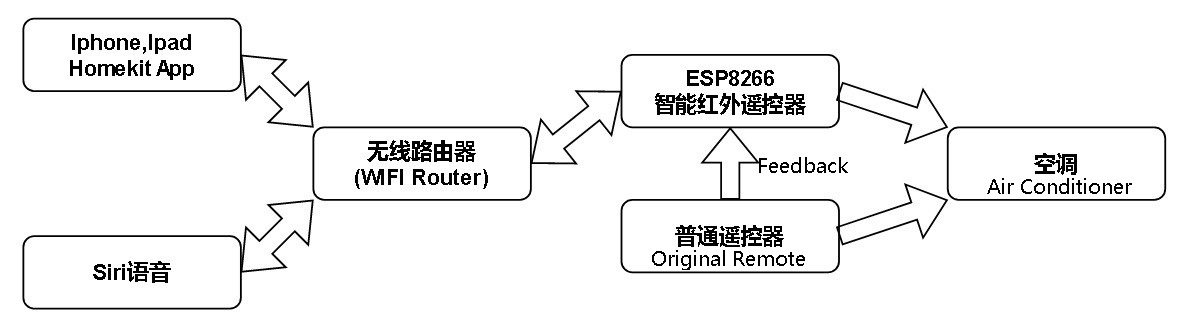 Iphone,Ipad
Homekit App
Siri语音
无线路由器
(WIFI Router)
ESP8266
智能红外遥控器
Feedback
普通遥控器
Original Remote
空调
Air Conditioner